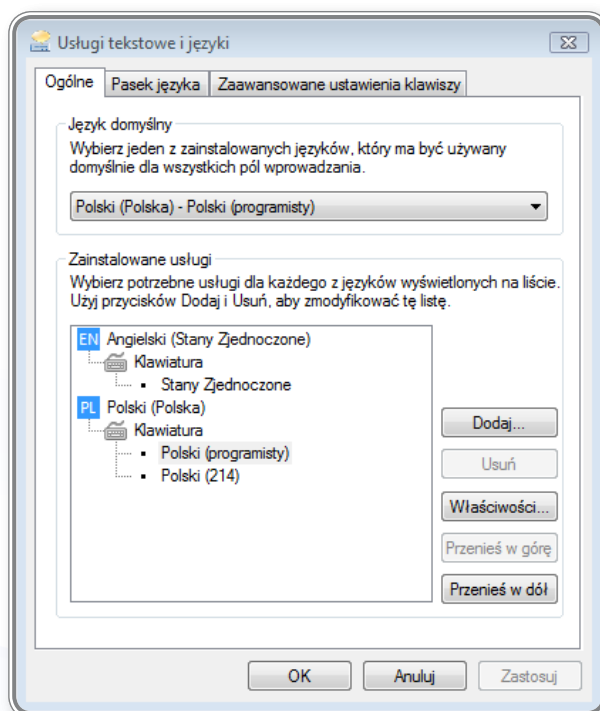 Usługi tekstowe i języki
Ogólne Pasek języka Zaawansowane ustawienia klawiszy
Język domyślny
Wybierz jeden z zainstalowanych języków, który ma być używany
domyślnie dla wszystkich pól wprowadzania.
Polski (Polska) - Polski (programisty)
Zainstalowane usługi
Wybierz potrzebne usługi dla każdego z języków wyświetlonych na liście.
Użyj przycisków Dodaj i Usuń, aby zmodyfikować tę listę.
EN Angielski (Stany Zjednoczone)
Klawiatura
Stany Zjednoczone
PL Polski (Polska)
Klawiatura
Polski (programisty)
Polski (214)
Dodaj...
Usuń
Właściwości...
Przenieś w górę
Przenieś w dół
OK Anuluj Zastosuj